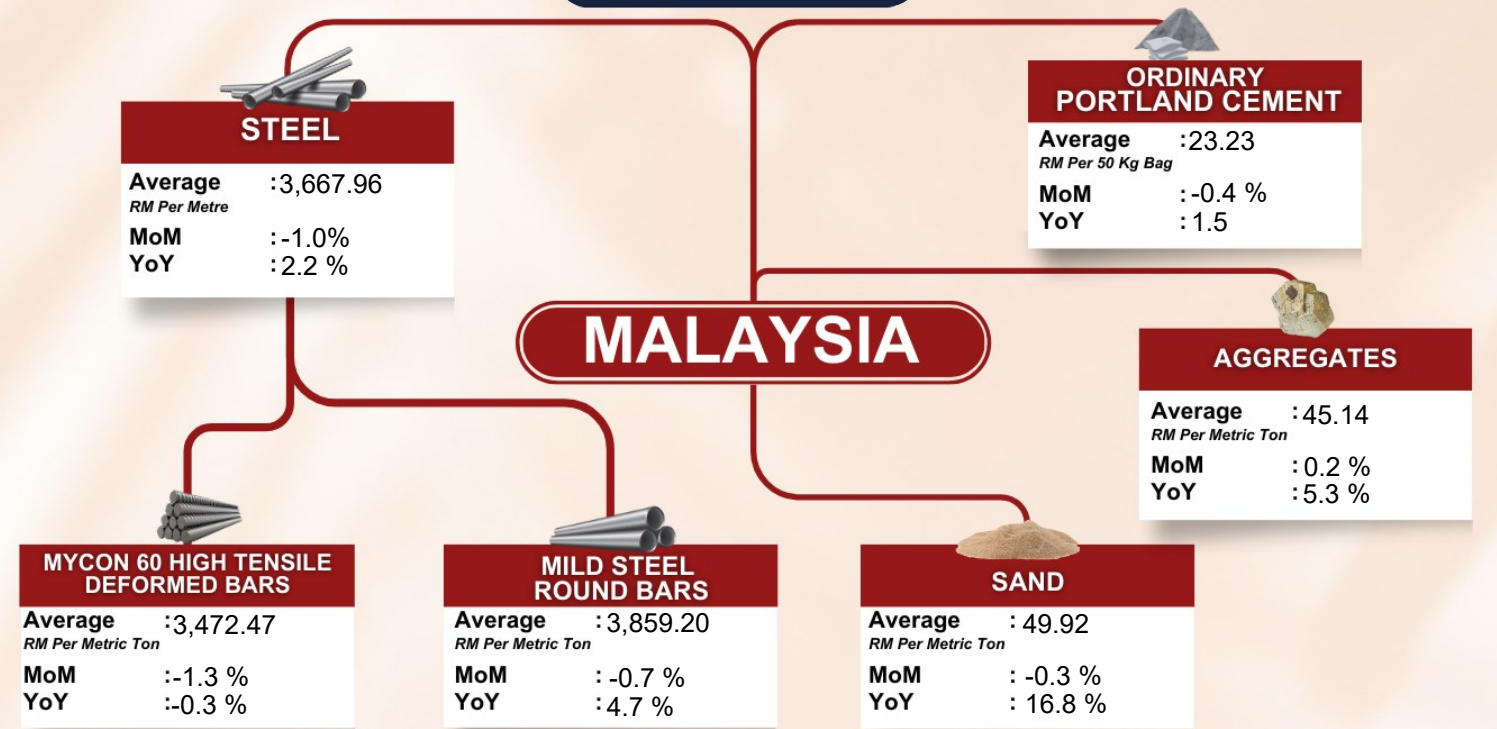 STEEL
Average :3,667.96
RM Per Metre
MoM :-1.0%
YoY :2.2 %
ORDINARY
PORTLAND CEMENT
Average :23.23
RM Per 50 Kg Bag
MoM :-0.4 %
YoY :1.5
MALAYSIA
AGGREGATES
Average :45.14
RM Per Metric Ton
MoM :0.2 %
YoY :5.3 %
MYCON 60 HIGH TENSILE
DEFORMED BARS
Average :3,472.47
RM Per Metric Ton
MoM :-1.3 %
YoY :-0.3 %
MILD STEEL
ROUND BARS
Average :3,859.20
RM Per Metric Ton
MoM : -0.7 %
YoY :4.7 %
SAND
Average : 49.92
RM Per Metric Ton
MoM : -0.3 %
YoY : 16.8 %